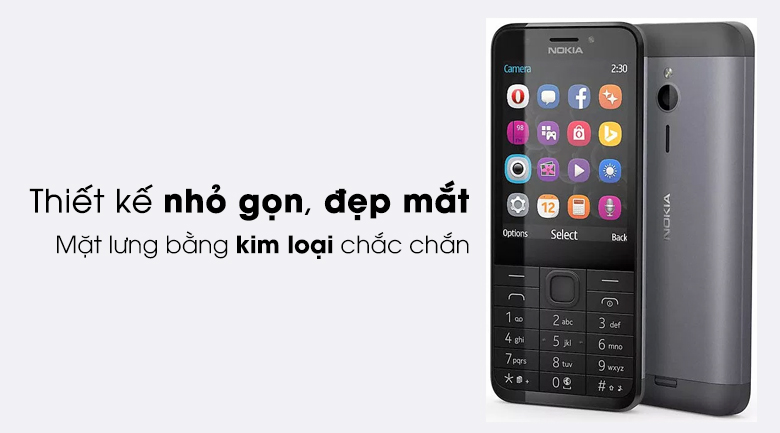 Thiết kế nhỏ gọn, đẹp mắt
Mặt lưng bằng kim loại chắc chắn
NOKIA
Camera 2:30
98
12
Options Select Back
1 2 abc 3 def
4 ghi 5 jkl 6 mno
7 pqrs 8 tuv 9 wxyz
* + 0 #
NOKIA